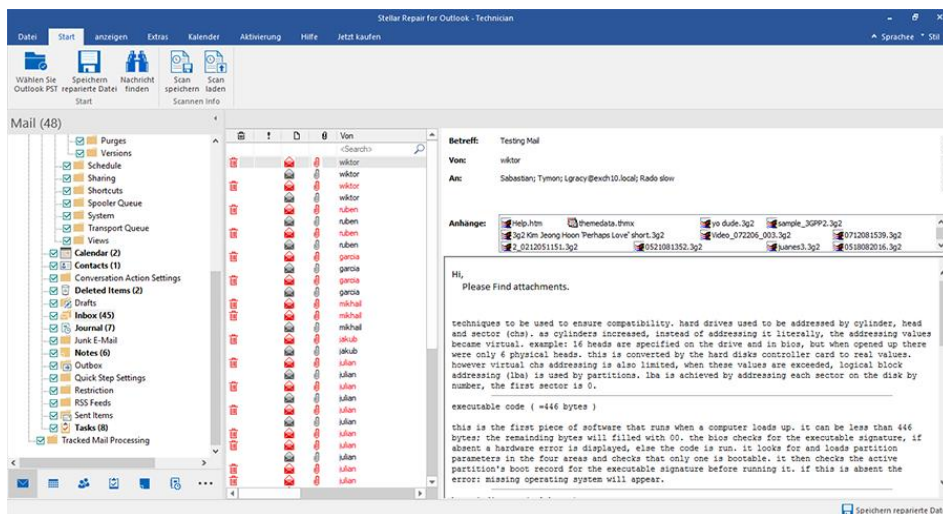 Stellar Repair for Outlook - Technician
Datei Start anzeigen Extras Kalender Aktivierung Hilfe Jetzt kaufen Sprachee Stil
Wählen Sie Outlook PST
Speichern reparierte Datei
Nachricht finden
Scan speichern
Scan laden
Start
Scannen Info
Mail (48)
Purges
Versions
Schedule
Sharing
Shortcuts
Spooler Queue
System
Transport Queue
Views
Calendar (2)
Contacts (1)
Conversation Action Settings
Deleted Items (2)
Drafts
Inbox (45)
Journal (7)
Junk E-Mail
Notes (6)
Outbox
Quick Step Settings
Restriction
RSS Feeds
Sent Items
Tasks (8)
Tracked Mail Processing
Von
<Search>
wiktor
wiktor
wiktor
wiktor
ruben
ruben
ruben
ruben
garcia
garcia
garcia
garcia
mikhail
mikhail
mikhail
jakub
jakub
julian
julian
julian
julian
julian
julian
julian
julian
julian
julian
Betreff: Testing Mail
Von: wiktor
An: Sabastian; Tymon; Lgracy@exch10.local; Rado slow
Anhänge:
Help.htm themedata.thmx yo dude.3g2 sample_3GPP2.3g2
3g2 Kim Jeong Hoon 'Perhaps Love' short.3g2 Video_072206_003.3g2 0712081539.3g2
2_0212051151.3g2 0521081352.3g2 juanes3.3g2 0518082016.3g2
Hi,
Please Find attachments.
techniques to be used to ensure compatibility. hard drives used to be addressed by cylinder, head
and sector (chs). as cylinders increased, instead of addressing it literally, the addressing values
became virtual. example: 16 heads are specified on the drive and in bios, but when opened up there
were only 6 physical heads. this is converted by the hard disks controller card to real values.
however virtual chs addressing is also limited, when these values are exceeded, logical block
addressing (lba) is used by partitions. lba is achieved by addressing each sector on the disk by
number, the first sector is 0.
executable code ( =446 bytes )
this is the first piece of software that runs when a computer loads up. it can be less than 446
bytes; the remaining bytes will filled with 00. the bios checks for the executable signature, if
absent a hardware error is displayed, else the code is run. it looks for and loads partition
parameters in the four areas and checks that only one is bootable. it then checks the active
partition's boot record for the executable signature before running it. if this is absent the
error: missing operating system will appear.
Speichern reparierte Dat